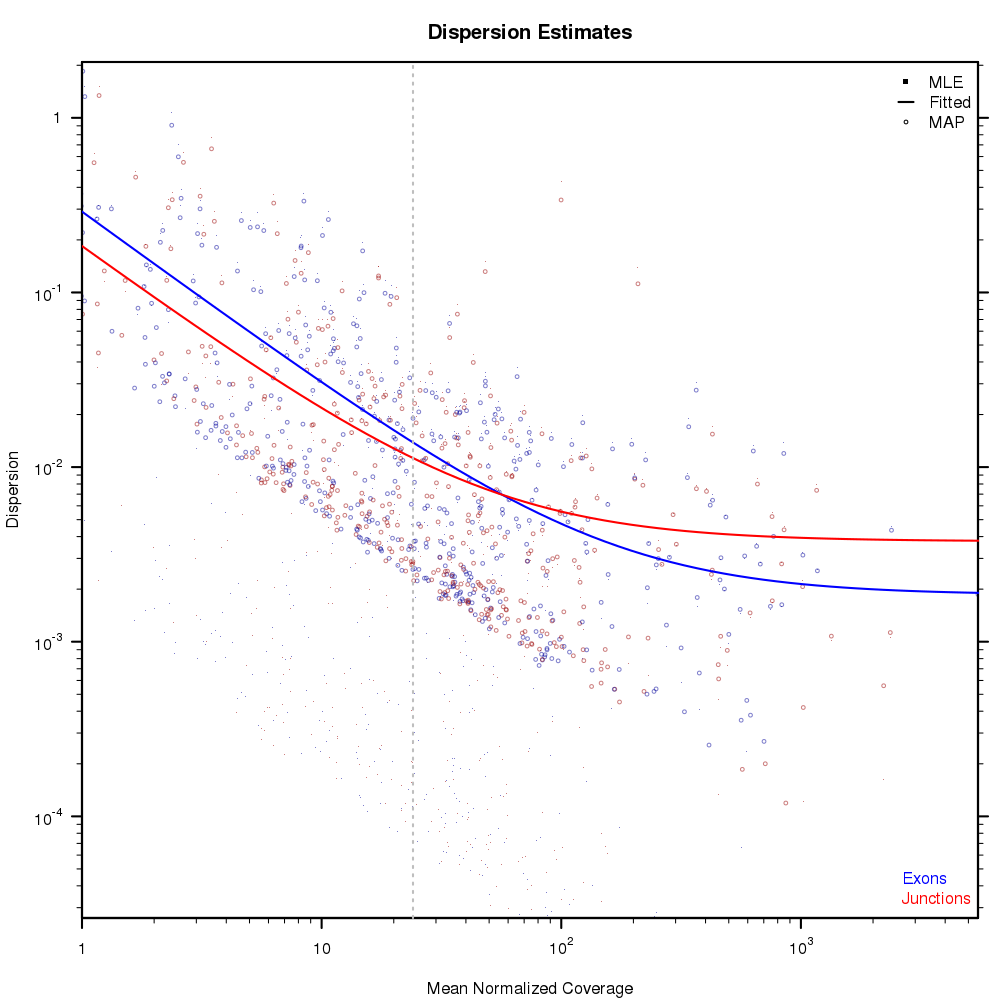 Dispersion Estimates
MLE
Fitted
MAP
1
10^-1
10^-2
10^-3
10^-4
Dispersion
Exons
Junctions
1
10
10^2
10^3
Mean Normalized Coverage